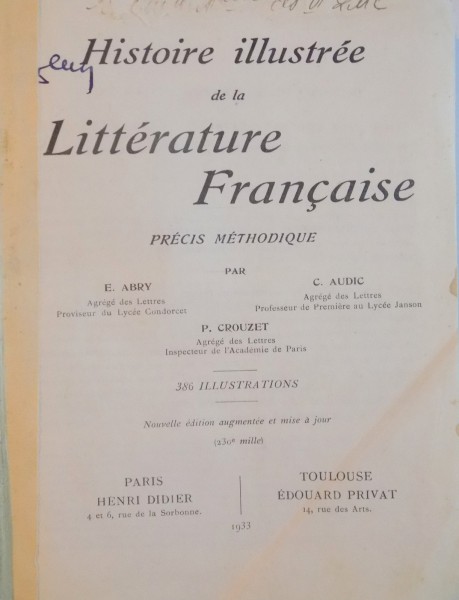 Histoire illustrée
de la
Littérature
Française
PRÉCIS MÉTHODIQUE
PAR
E. ABRY
Agrégé des Lettres
Proviseur du Lycée Condorcet
C. AUDIC
Agrégé des Lettres
Professeur de Première au Lycée Janson
P. CROUZET
Agrégé des Lettres
Inspecteur de l'Académie de Paris
386 ILLUSTRATIONS
Nouvelle édition augmentée et mise à jour
(230e mille)
PARIS
HENRI DIDIER
4 et 6, rue de la Sorbonne.
TOULOUSE
ÉDOUARD PRIVAT
14, rue des Arts.
1933